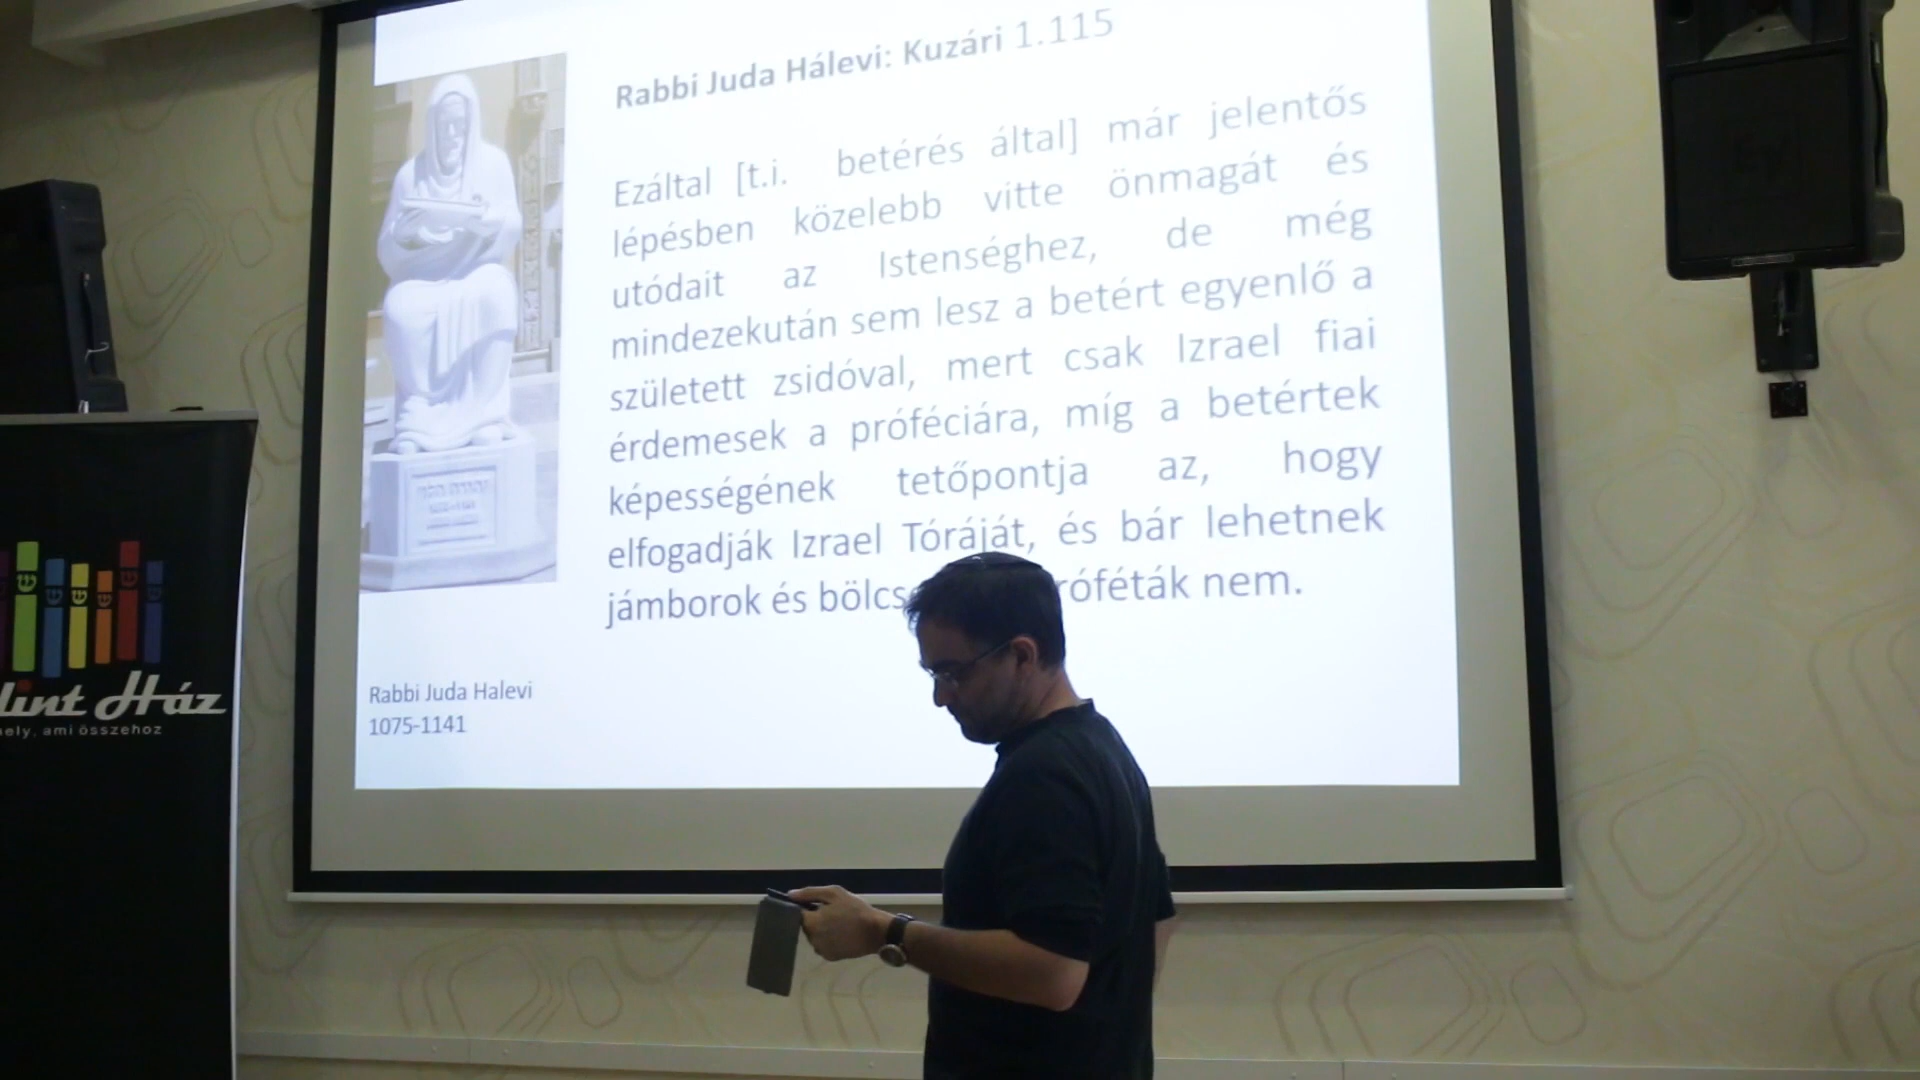 Rabbi Juda Hálevi: Kuzári 1.115
Ezáltal [t.i. betérés által] már jelentős
lépésben közelebb vitte önmagát és
utódait az Istenséghez, de még
mindezekután sem lesz a betért egyenlő a
született zsidóval, mert csak Izrael fiai
érdemesek a próféciára, míg a betértek
képességének tetőpontja az, hogy
elfogadják Izrael Tóráját, és bár lehetnek
jámborok és bölcs róféták nem.
Rabbi Juda Halevi
1075-1141
lint Ház
ely, ami összehoz